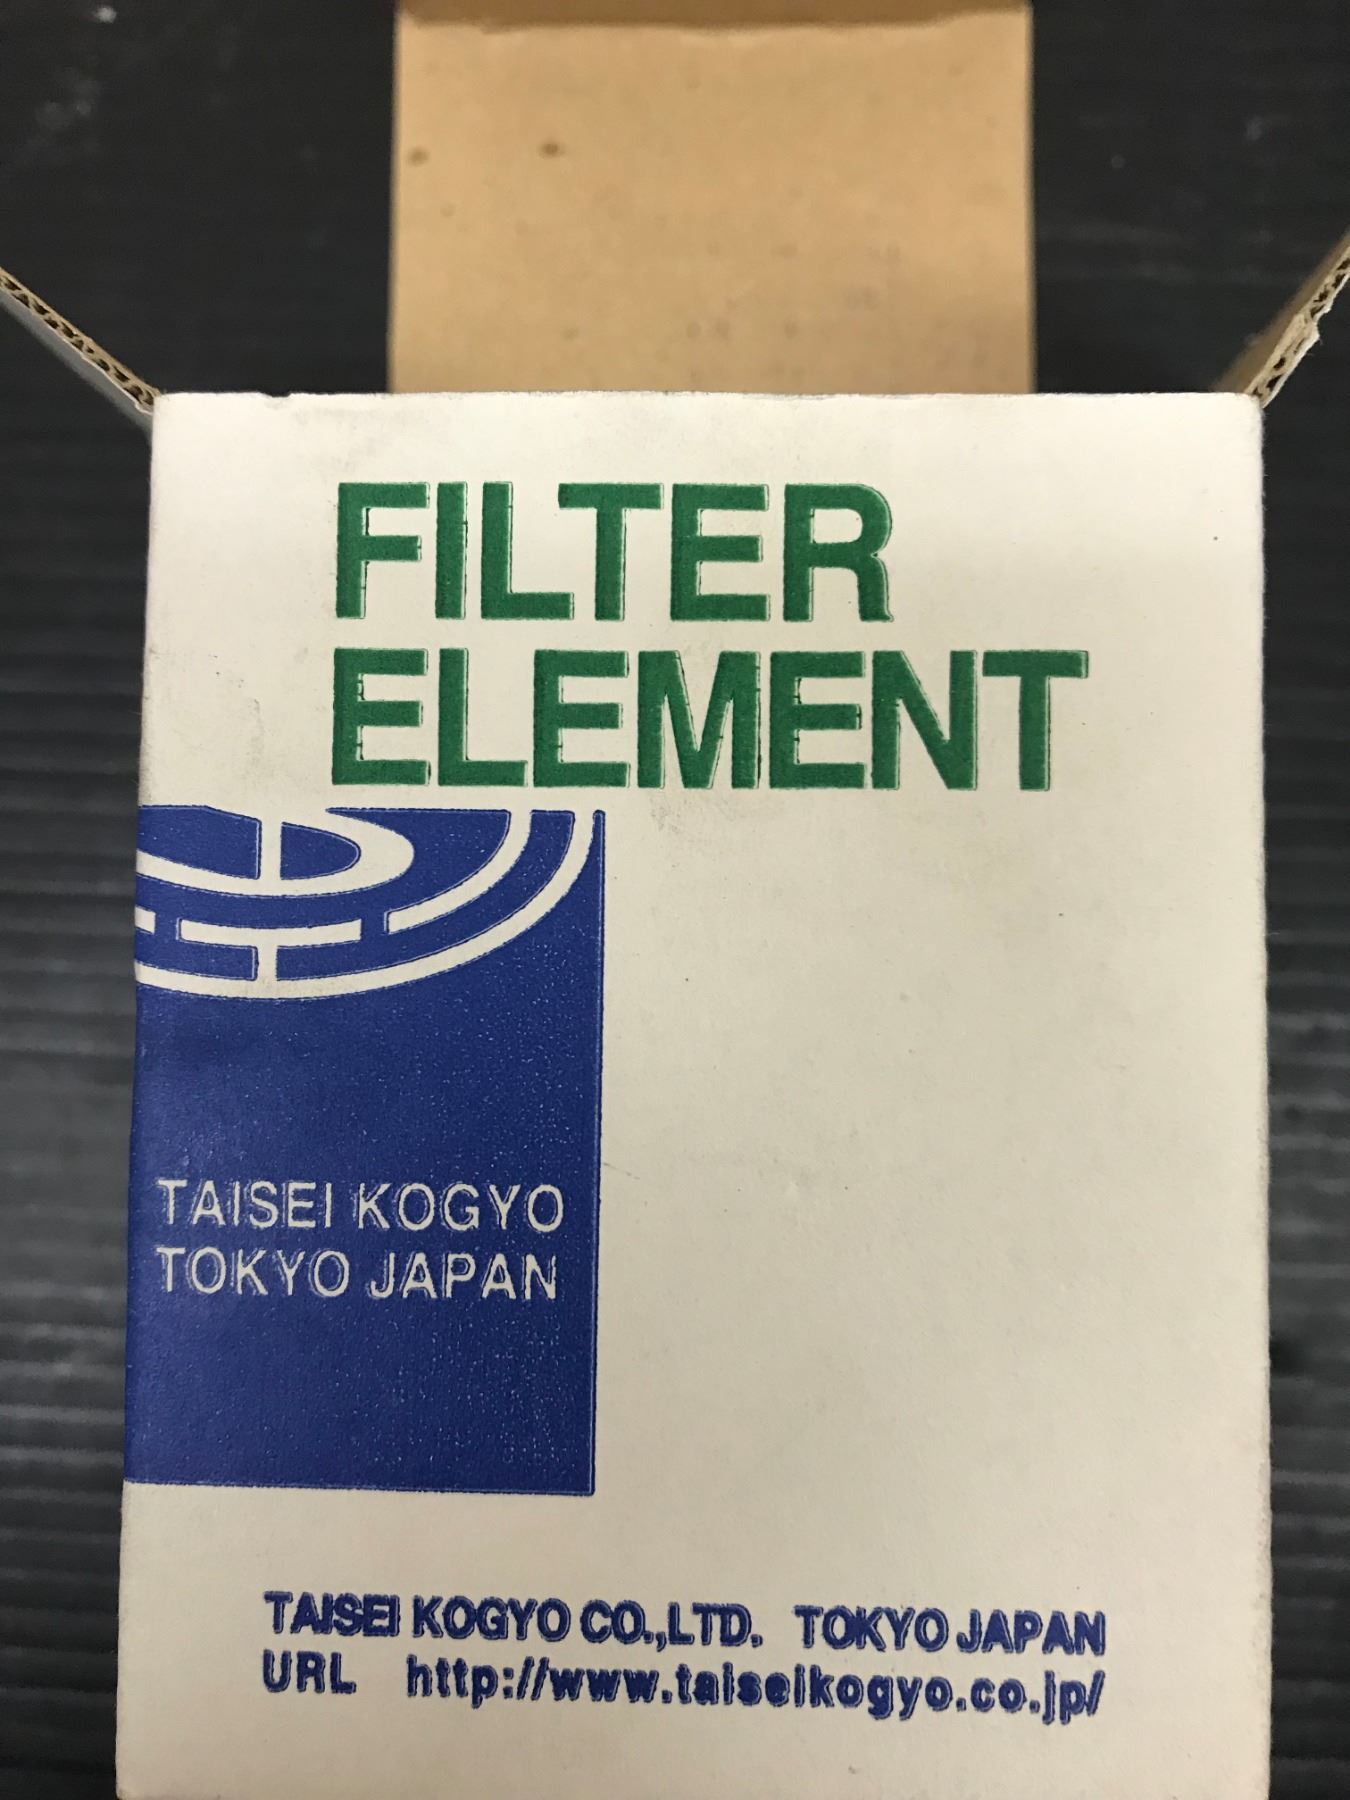 FILTER
ELEMENT
TAISEI KOGYO
TOKYO JAPAN
TAISEI KOGYO CO.,LTD. TOKYO JAPAN
URL http://www.taiseikogyo.co.jp/